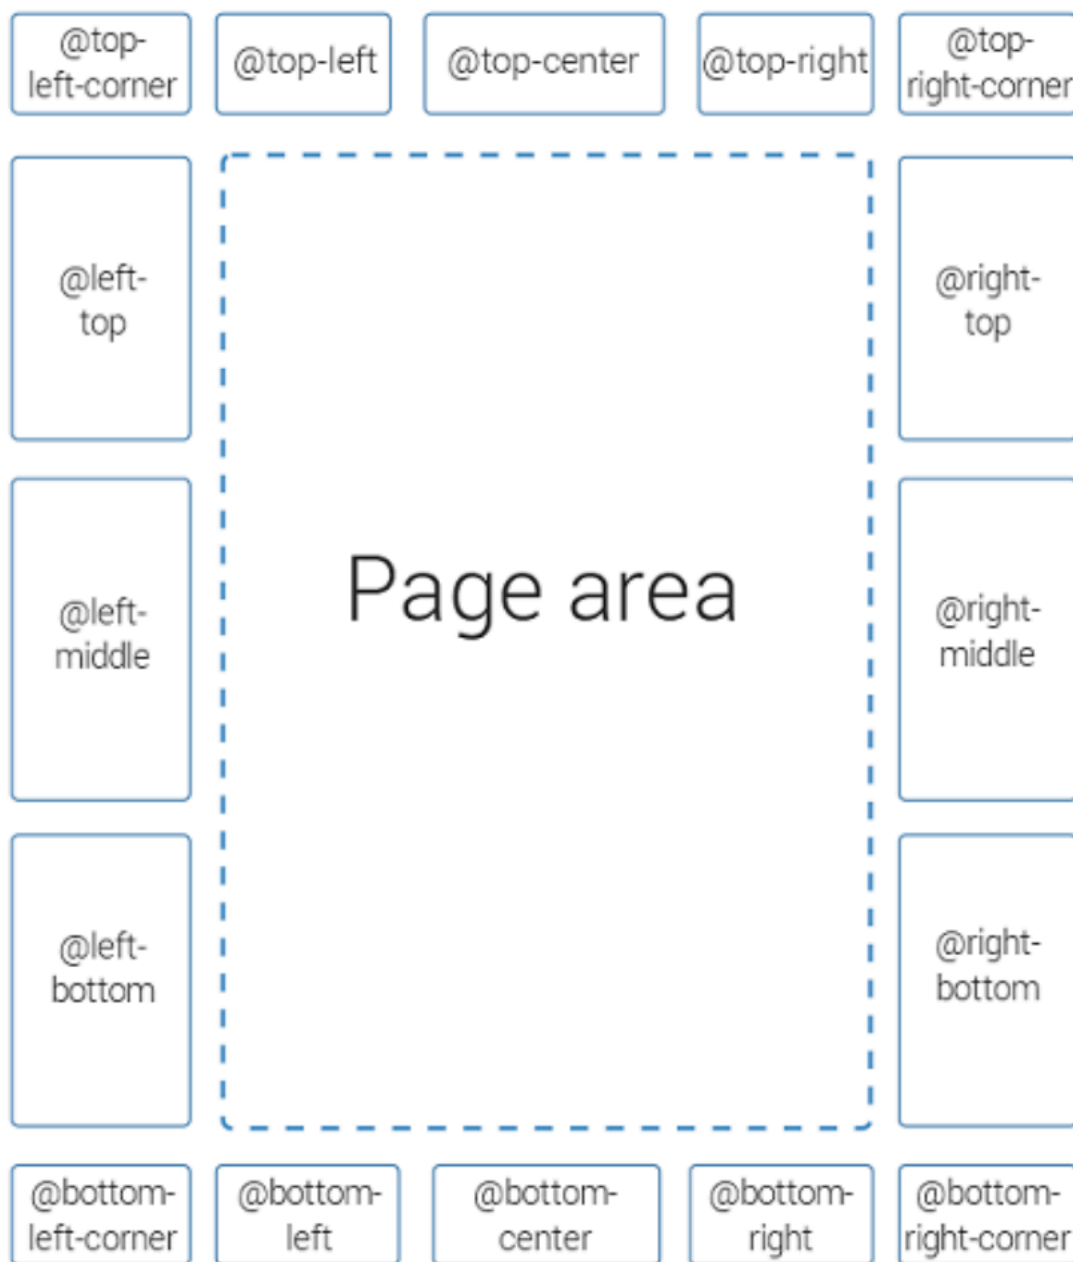 @top-
left-corner
@top-left
@top-center
@top-right
@top-
right-corner
@left-
top
@right-
top
Page area
@left-
middle
@right-
middle
@left-
bottom
@right-
bottom
@bottom-
left-corner
@bottom-
left
@bottom-
center
@bottom-
right
@bottom-
right-corner